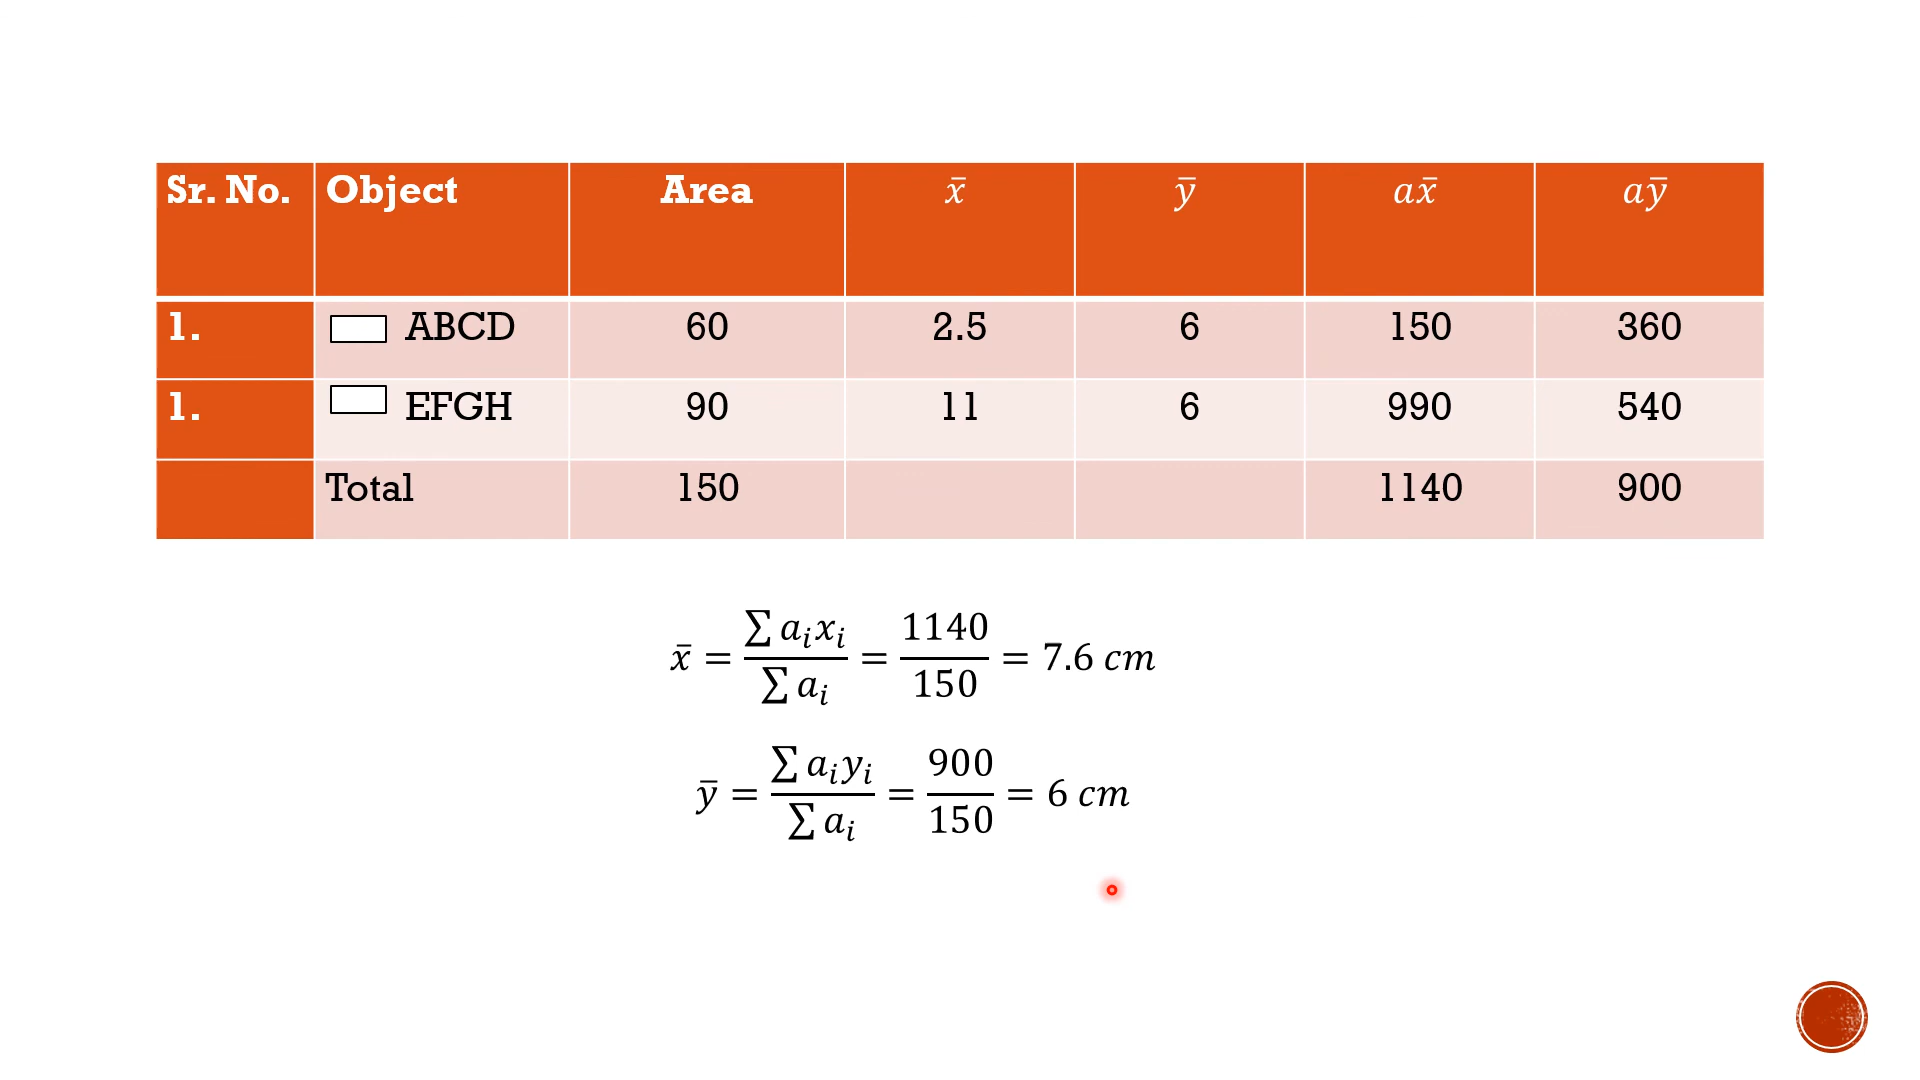 Sr. No. Object Area x̄ ȳ ax̄ aȳ
1. ABCD 60 2.5 6 150 360
1. EFGH 90 11 6 990 540
Total 150 1140 900
x̄ = ∑ aᵢxᵢ / ∑ aᵢ = 1140 / 150 = 7.6 cm
ȳ = ∑ aᵢyᵢ / ∑ aᵢ = 900 / 150 = 6 cm